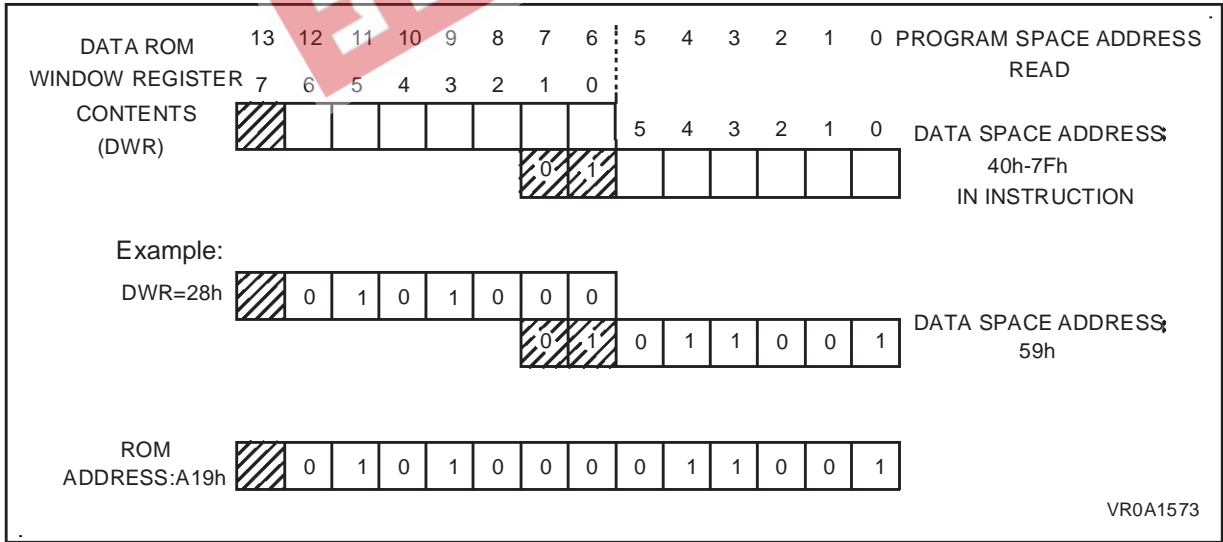 13 12 11 10 9 8 7 6 5 4 3 2 1 0 PROGRAM SPACE ADDRESS
READ
DATA ROM
WINDOW REGISTER 7 6 5 4 3 2 1 0
CONTENTS
(DWR)
5 4 3 2 1 0 DATA SPACE ADDRESS:
0 1
40h-7Fh
IN INSTRUCTION
Example:
DWR=28h 0 1 0 1 0 0 0
0 1 0 1 1 0 0 1 DATA SPACE ADDRESS:
59h
ROM
ADDRESS:A19h 0 1 0 1 0 0 0 0 1 1 0 0 1
VR0A1573